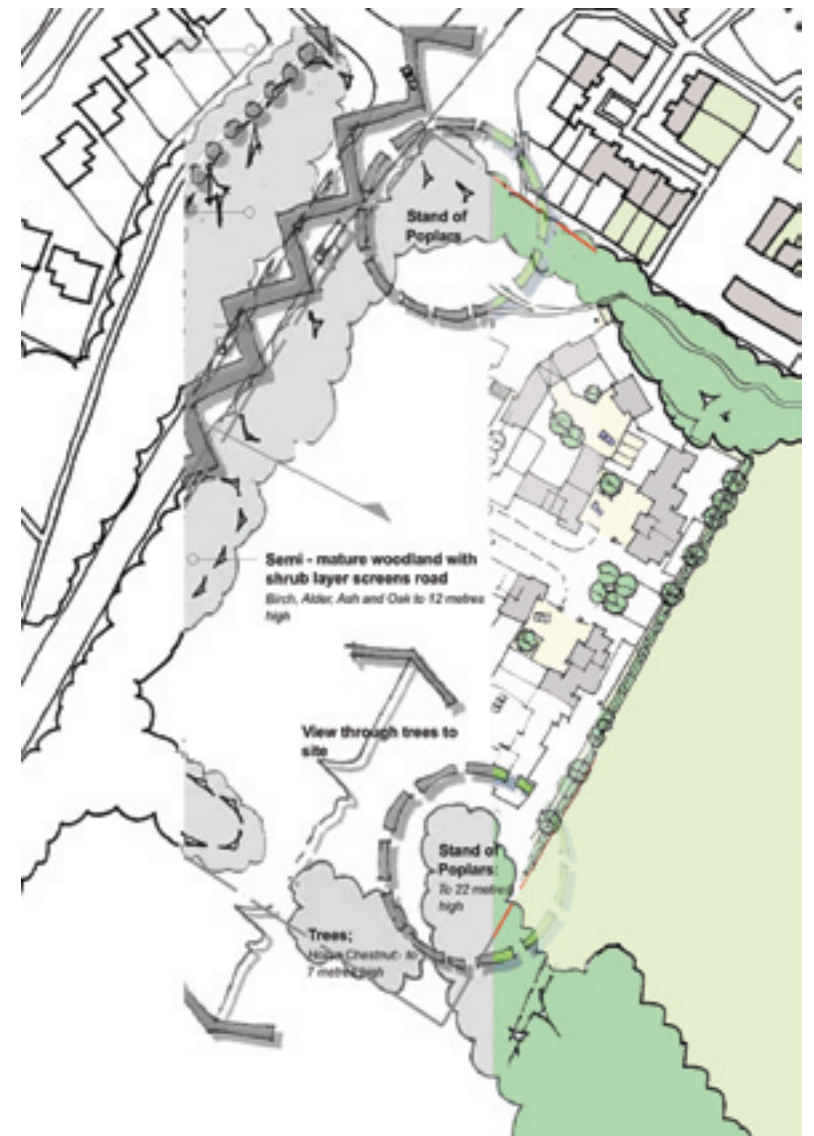 Stand of
Poplars
Semi - mature woodland with
shrub layer screens road
Birch, Alder, Ash and Oak to 12 metres
high
View through trees to
site
Stand of
Poplars:
To 22 metres
high
Trees;
Horse Chestnut:- to
7 metres high